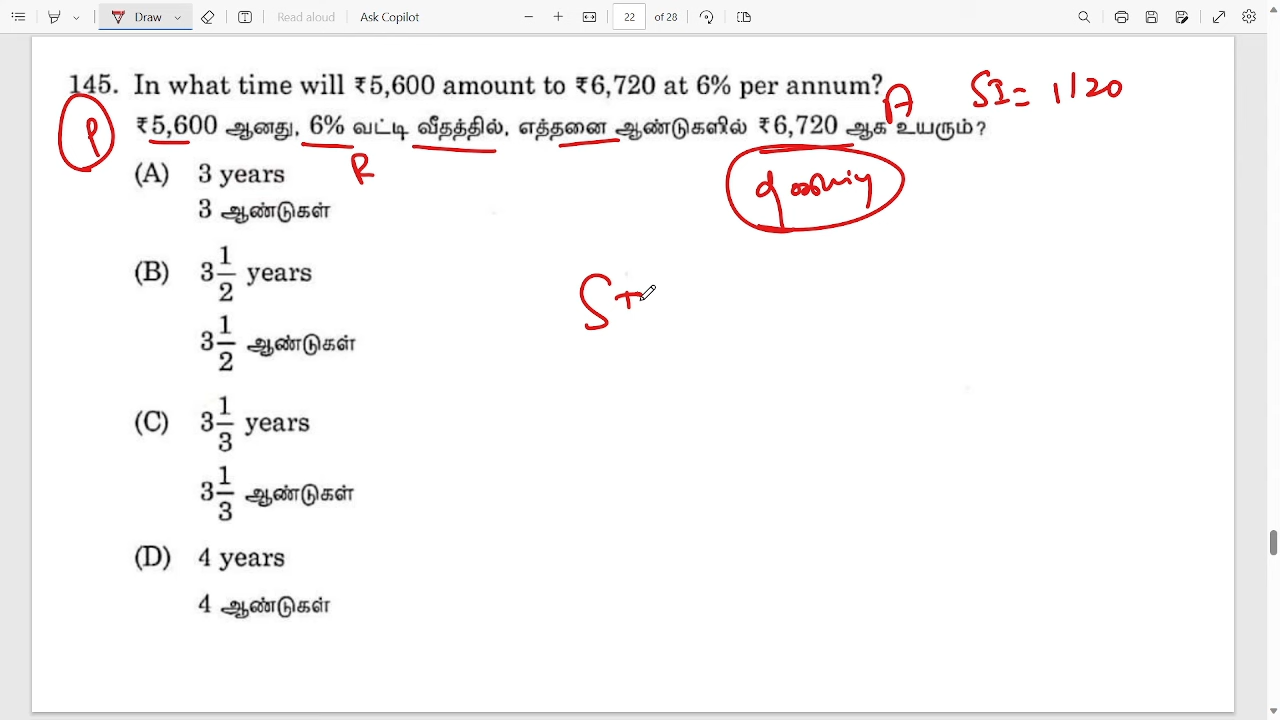 Draw
Read aloud
Ask Copilot
22
of 28
145. In what time will ₹5,600 amount to ₹6,720 at 6% per annum?
SI = 1120
A
P
₹5,600 ஆனது, 6% வட்டி வீதத்தில், எத்தனை ஆண்டுகளில் ₹6,720 ஆக உயரும்?
R
(A) 3 years
3 ஆண்டுகள்
(B) 3 1/2 years
3 1/2 ஆண்டுகள்
(C) 3 1/3 years
3 1/3 ஆண்டுகள்
(D) 4 years
4 ஆண்டுகள்